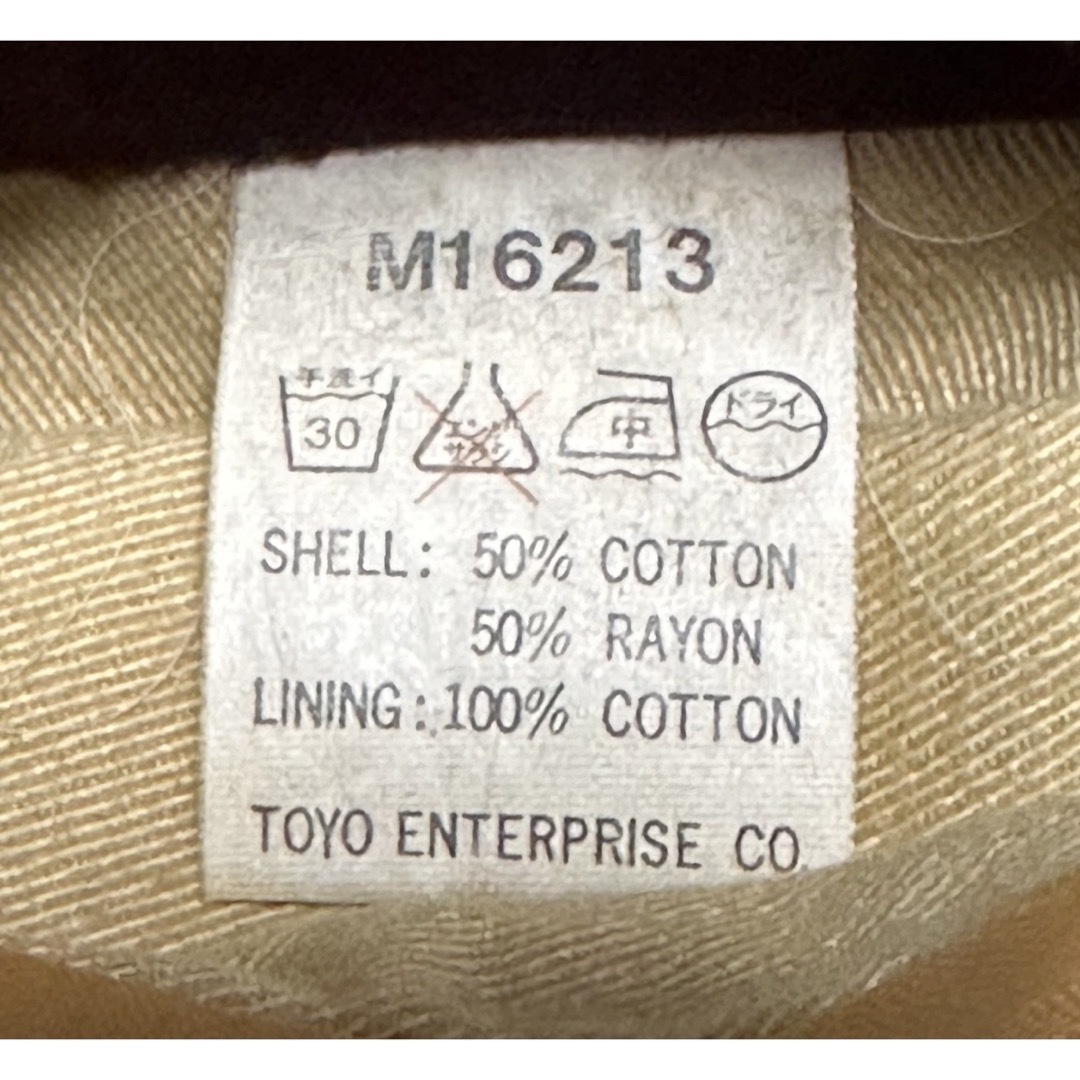 M16213
手洗イ
30
エンソ
サラシ
中
ドライ
SHELL: 50% COTTON
50% RAYON
LINING: 100% COTTON
TOYO ENTERPRISE CO.